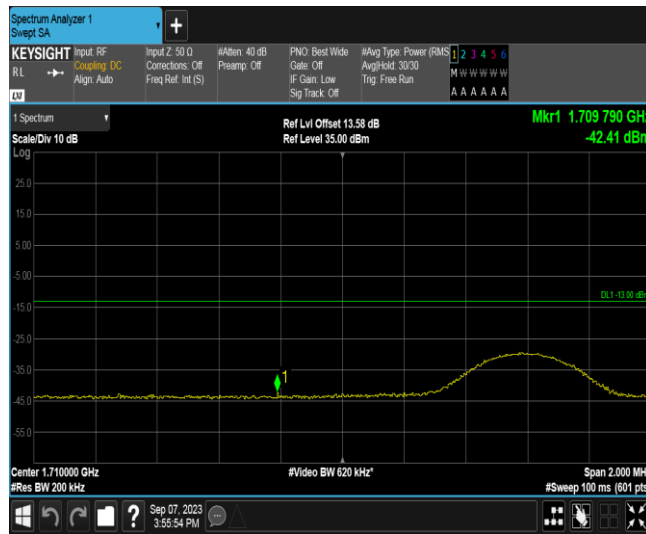 Spectrum Analyzer 1
Swept SA
+
KEYSIGHT
RL
LXI
Input: RF
Coupling: DC
Align: Auto
Input Z: 50 Ω
Corrections: Off
Freq Ref: Int (S)
#Atten: 40 dB
Preamp: Off
PNO: Best Wide
Gate: Off
IF Gain: Low
Sig Track: Off
#Avg Type: Power (RMS
Avg|Hold: 30/30
Trig: Free Run
1 2 3 4 5 6
M W W W W W
A A A A A A
1 Spectrum
Scale/Div 10 dB
Ref Lvl Offset 13.58 dB
Ref Level 35.00 dBm
Mkr1 1.709 790 GHz
-42.41 dBm
Log
25.0
15.0
5.00
-5.00
-15.0
-25.0
-35.0
-45.0
-55.0
DL1 -13.00 dBm
1
Center 1.710000 GHz
#Res BW 200 kHz
#Video BW 620 kHz*
Span 2.000 MH
#Sweep 100 ms (601 pts
?
Sep 07, 2023
3:55:54 PM